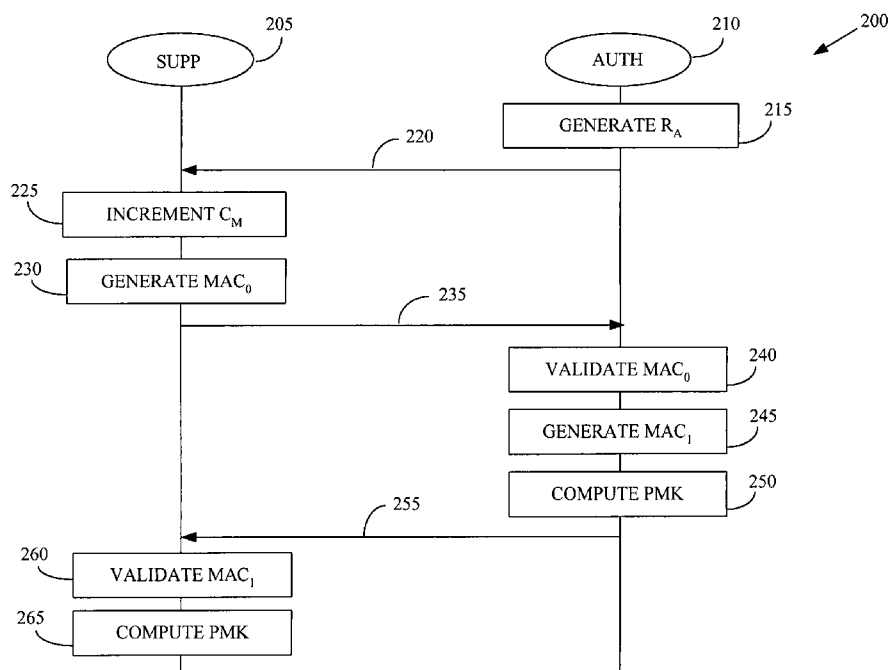 200
205
210
SUPP
AUTH
215
GENERATE R_A
220
225
INCREMENT C_M
230
GENERATE MAC_0
235
VALIDATE MAC_0
240
245
GENERATE MAC_1
250
COMPUTE PMK
255
260
VALIDATE MAC_1
265
COMPUTE PMK